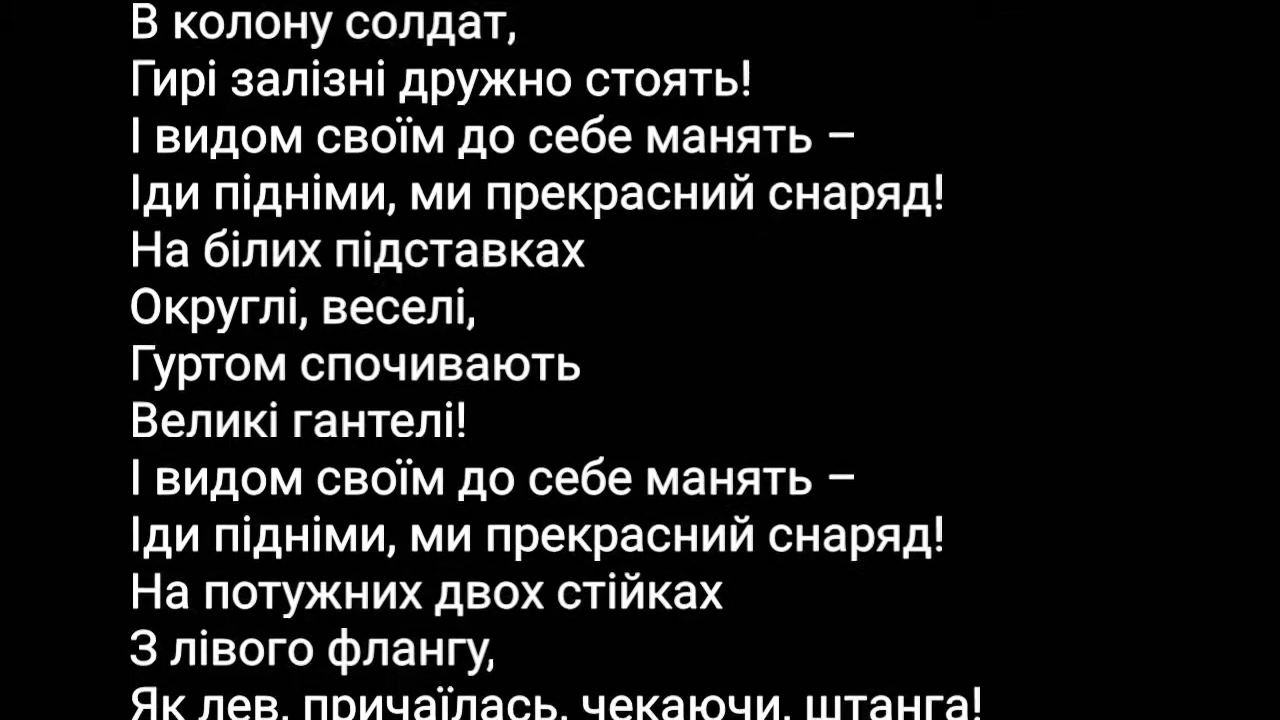 В колону солдат,
Гирі залізні дружно стоять!
І видом своїм до себе манять –
Іди підніми, ми прекрасний снаряд!
На білих підставках
Округлі, веселі,
Гуртом спочивають
Великі гантелі!
І видом своїм до себе манять –
Іди підніми, ми прекрасний снаряд!
На потужних двох стійках
З лівого флангу,
Як лев, причаїлась, чекаючи, штанга!